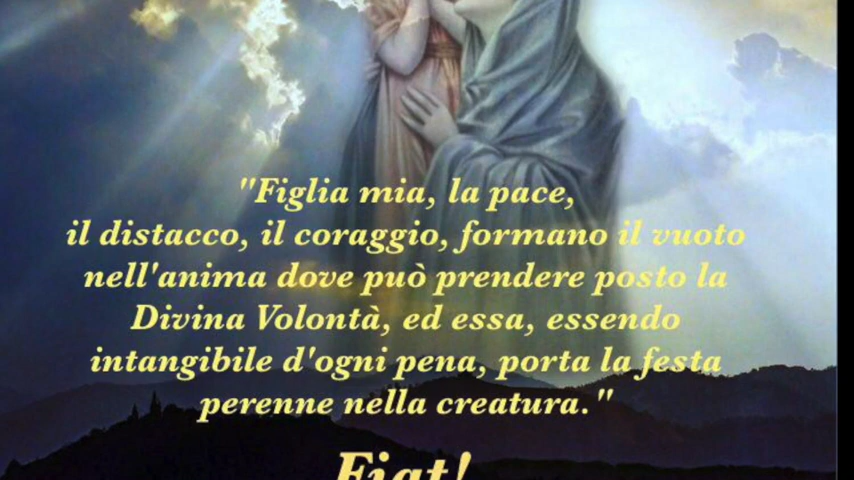 "Figlia mia, la pace,
il distacco, il coraggio, formano il vuoto
nell'anima dove può prendere posto la
Divina Volontà, ed essa, essendo
intangibile d'ogni pena, porta la festa
perenne nella creatura."
Fiat!